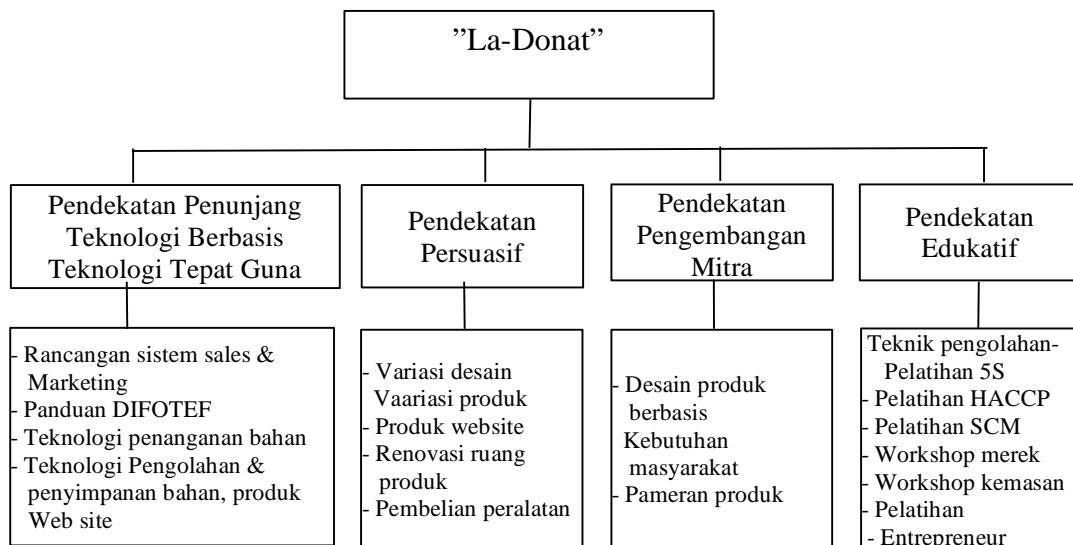 ”La-Donat”
Pendekatan Penunjang
Teknologi Berbasis
Teknologi Tepat Guna
Pendekatan
Persuasif
Pendekatan
Pengembangan
Mitra
Pendekatan
Edukatif
- Rancangan sistem sales &
Marketing
- Panduan DIFOTEF
- Teknologi penanganan bahan
- Teknologi Pengolahan &
penyimpanan bahan, produk
Web site
- Variasi desain
Vaariasi produk
- Produk website
- Renovasi ruang
produk
- Pembelian peralatan
- Desain produk
berbasis
Kebutuhan
masyarakat
- Pameran produk
Teknik pengolahan-
Pelatihan 5S
- Pelatihan HACCP
- Pelatihan SCM
- Workshop merek
- Workshop kemasan
- Pelatihan
- Entrepreneur